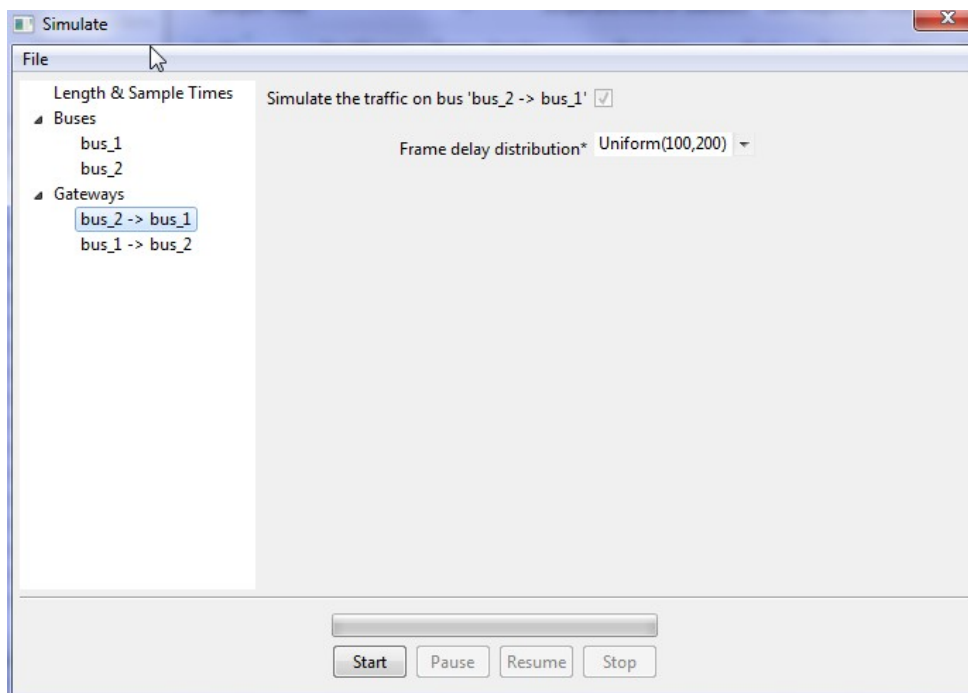 Simulate
File
Length & Sample Times
Buses
bus_1
bus_2
Gateways
bus_2 -> bus_1
bus_1 -> bus_2
Simulate the traffic on bus 'bus_2 -> bus_1'
Frame delay distribution* Uniform(100,200)
Start Pause Resume Stop